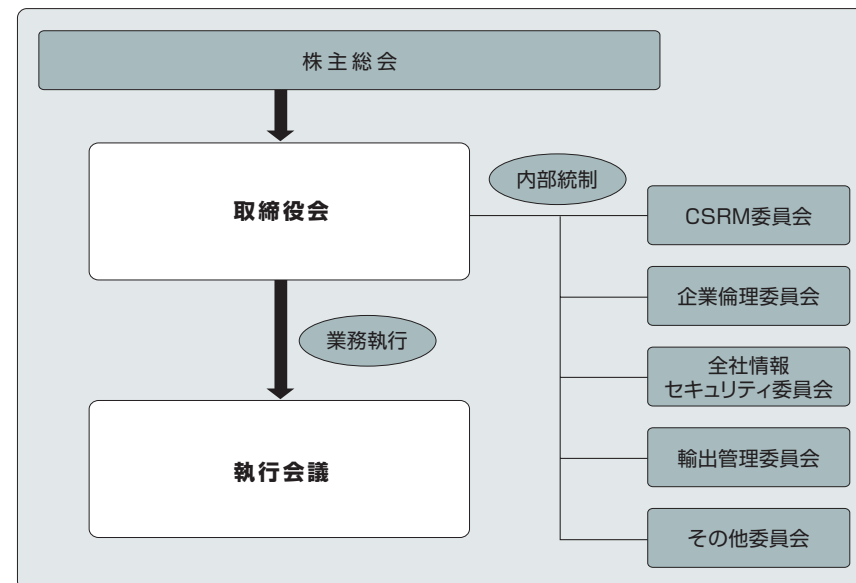 株主総会
取締役会
内部統制
CSRM委員会
企業倫理委員会
業務執行
全社情報
セキュリティ委員会
執行会議
輸出管理委員会
その他委員会